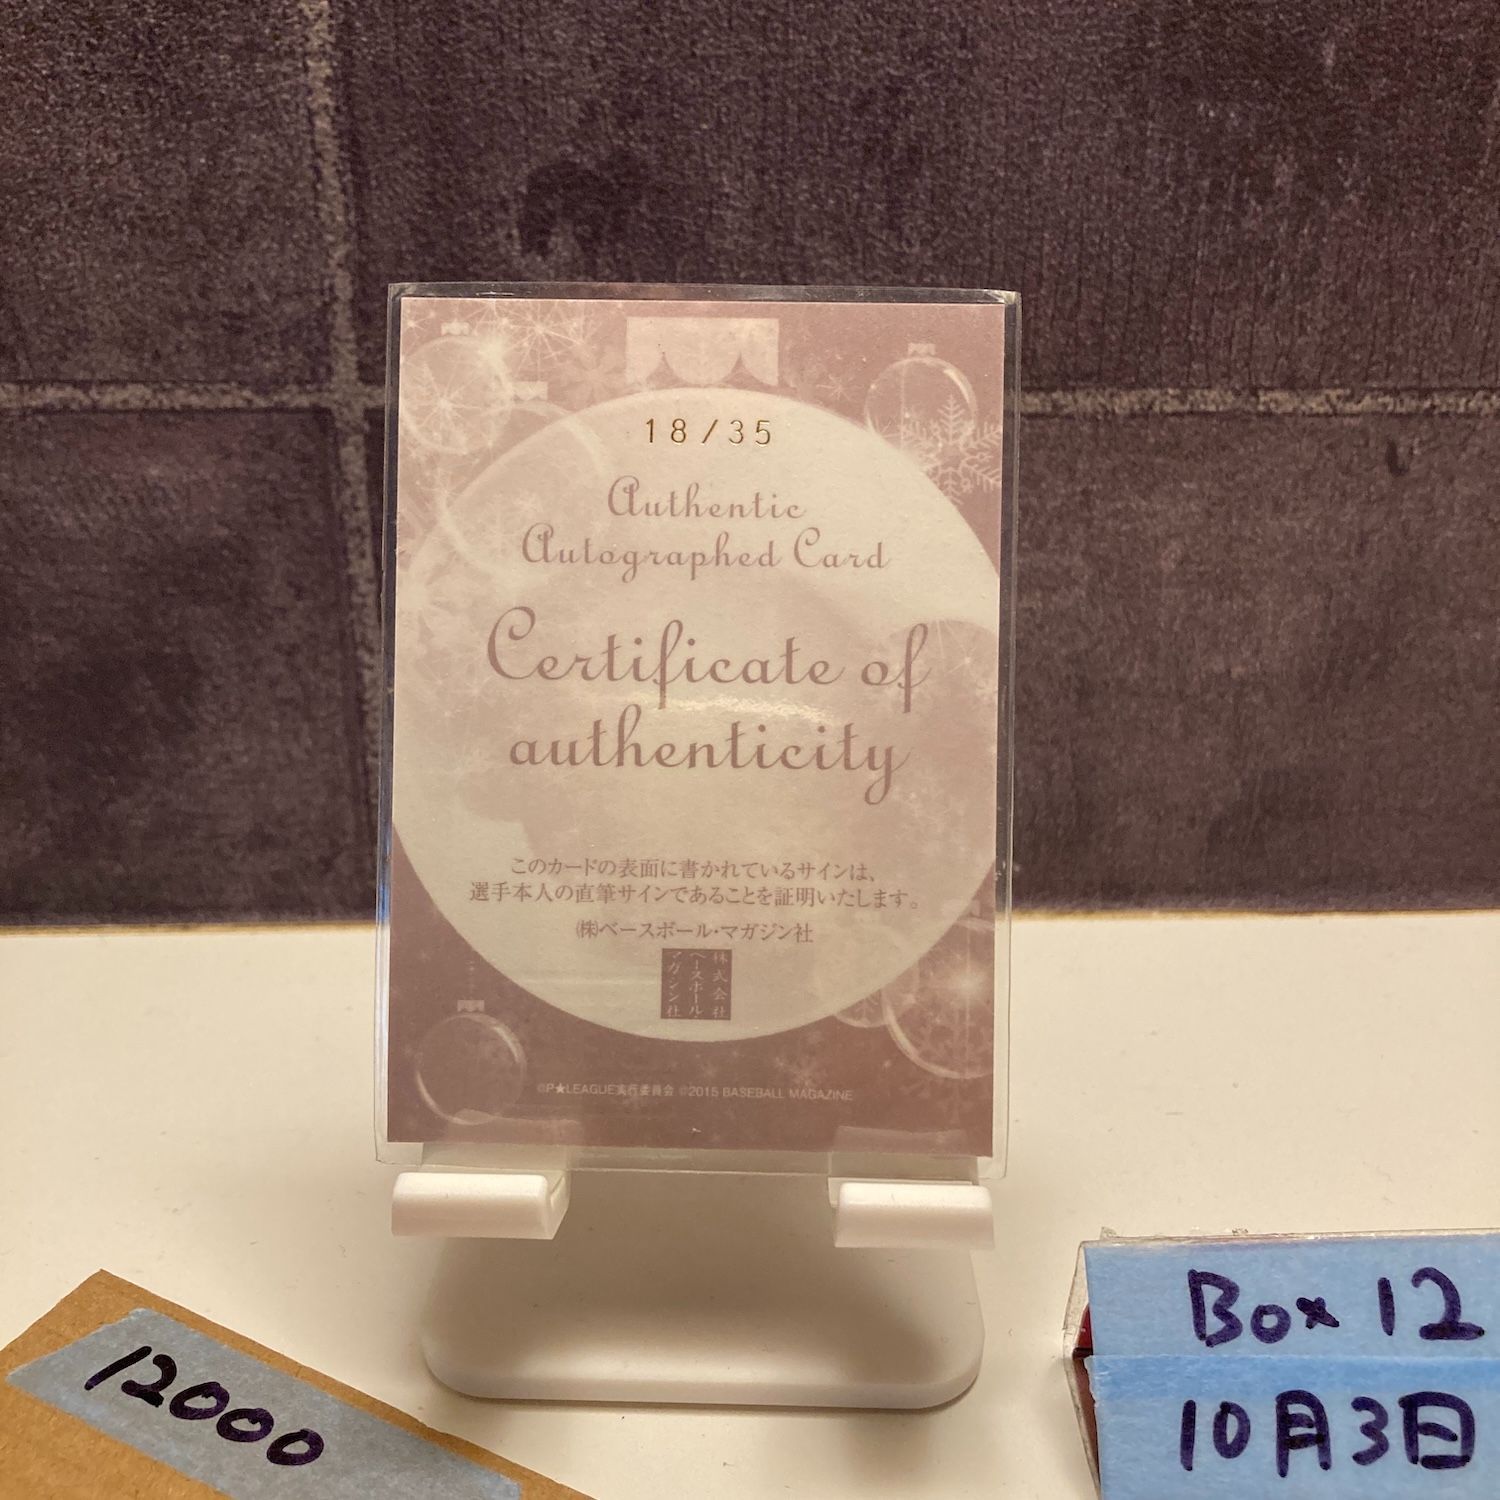 18/35
Authentic
Autographed Card
Certificate of
authenticity
このカードの表面に書かれているサインは、
選手本人の直筆サインであることを証明いたします。
㈱ベースボール・マガジン社
株式会社
ベースボール・
マガジン社
©P★LEAGUE実行委員会 ©2015 BASEBALL MAGAZINE
12000
Box 12
10月3日